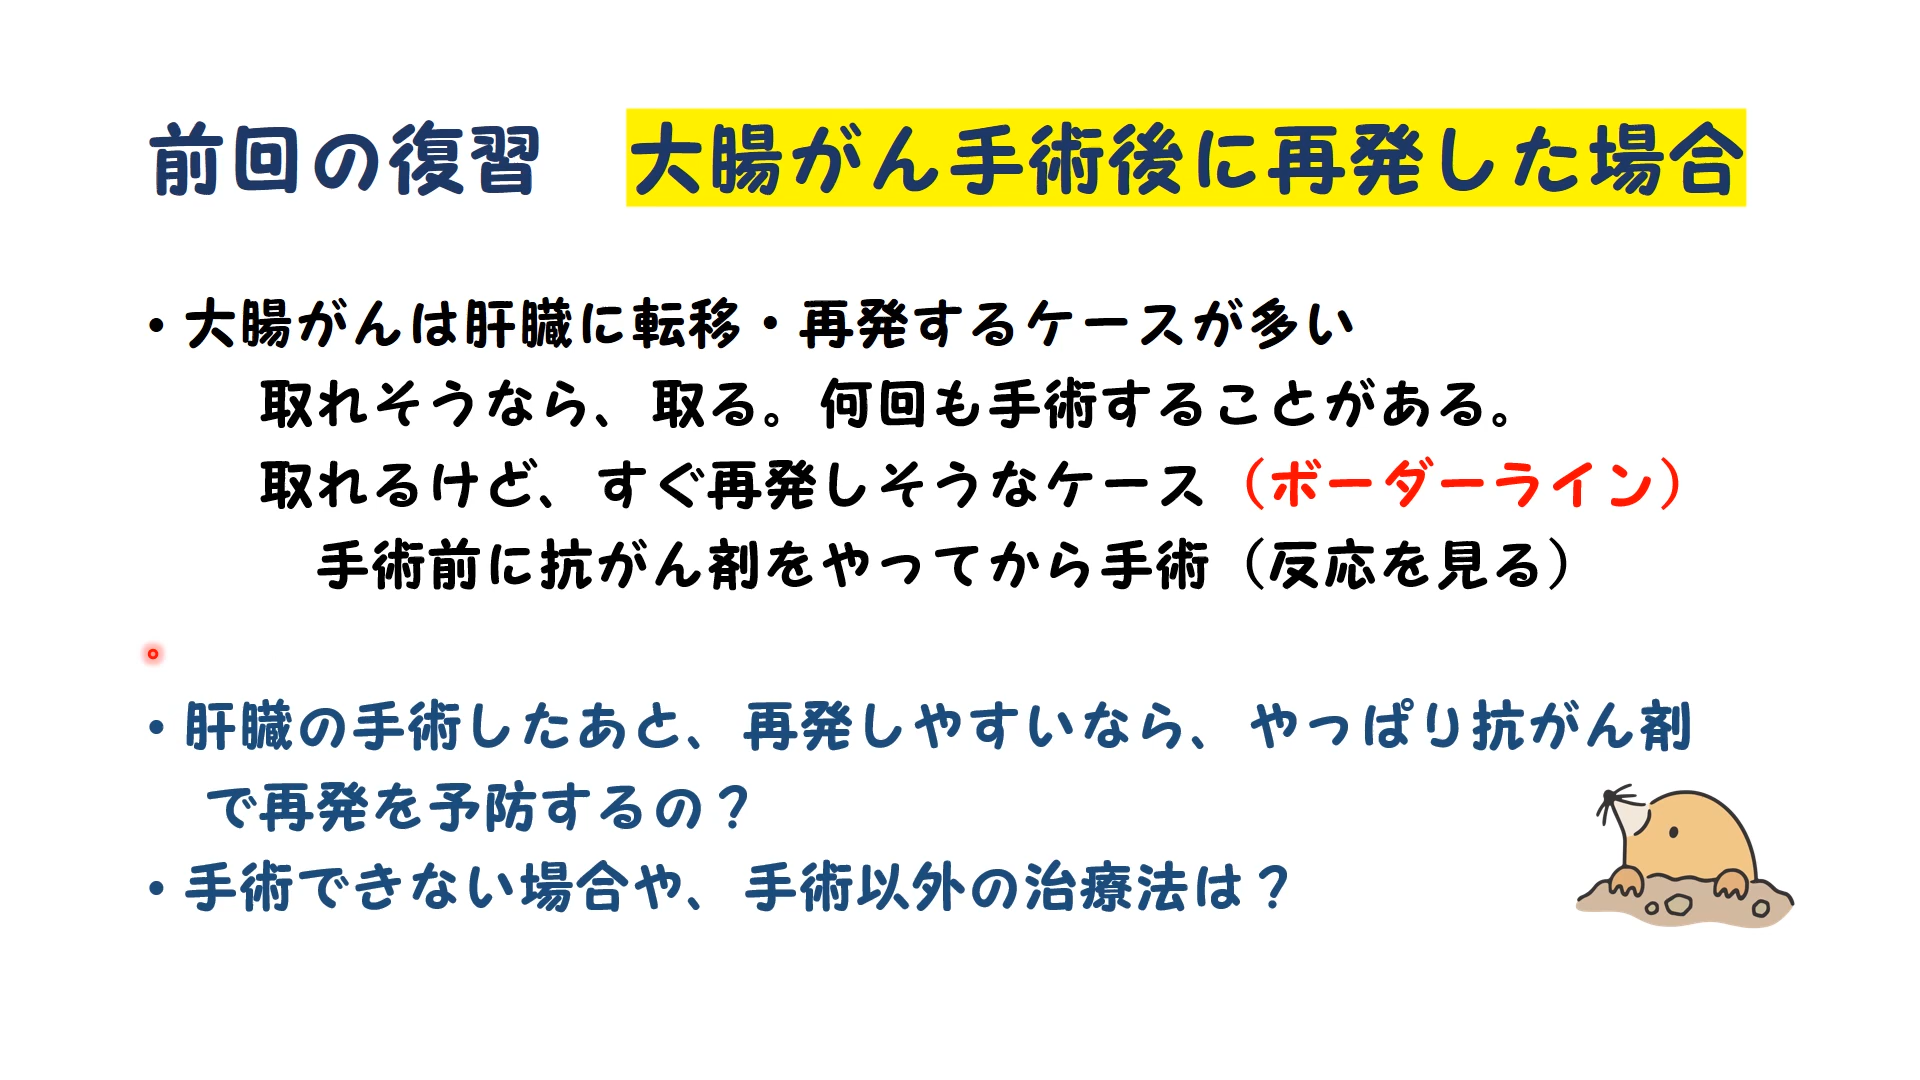 前回の復習　大腸がん手術後に再発した場合
・大腸がんは肝臓に転移・再発するケースが多い
取れそうなら、取る。何回も手術することがある。
取れるけど、すぐ再発しそうなケース（ボーダーライン）
手術前に抗がん剤をやってから手術（反応を見る）
・肝臓の手術したあと、再発しやすいなら、やっぱり抗がん剤
で再発を予防するの？
・手術できない場合や、手術以外の治療法は？